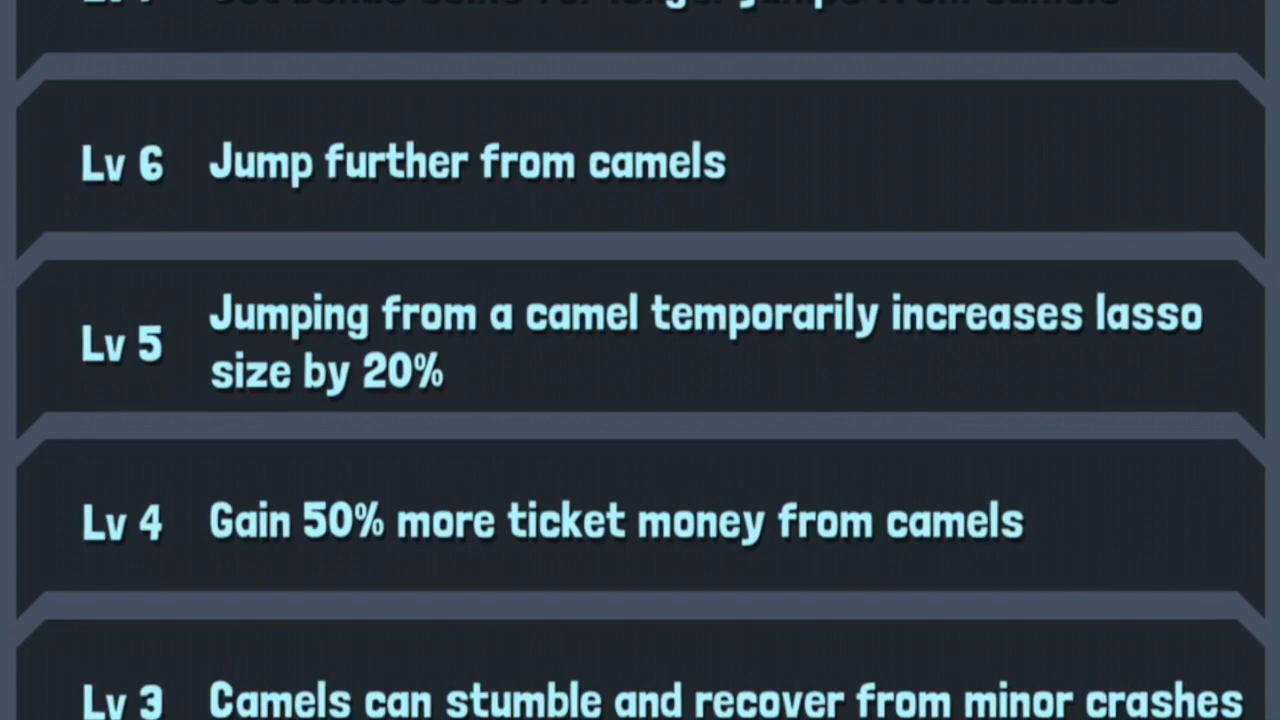 Lv 6 Jump further from camels
Lv 5 Jumping from a camel temporarily increases lasso
size by 20%
Lv 4 Gain 50% more ticket money from camels
Lv 3 Camels can stumble and recover from minor crashes